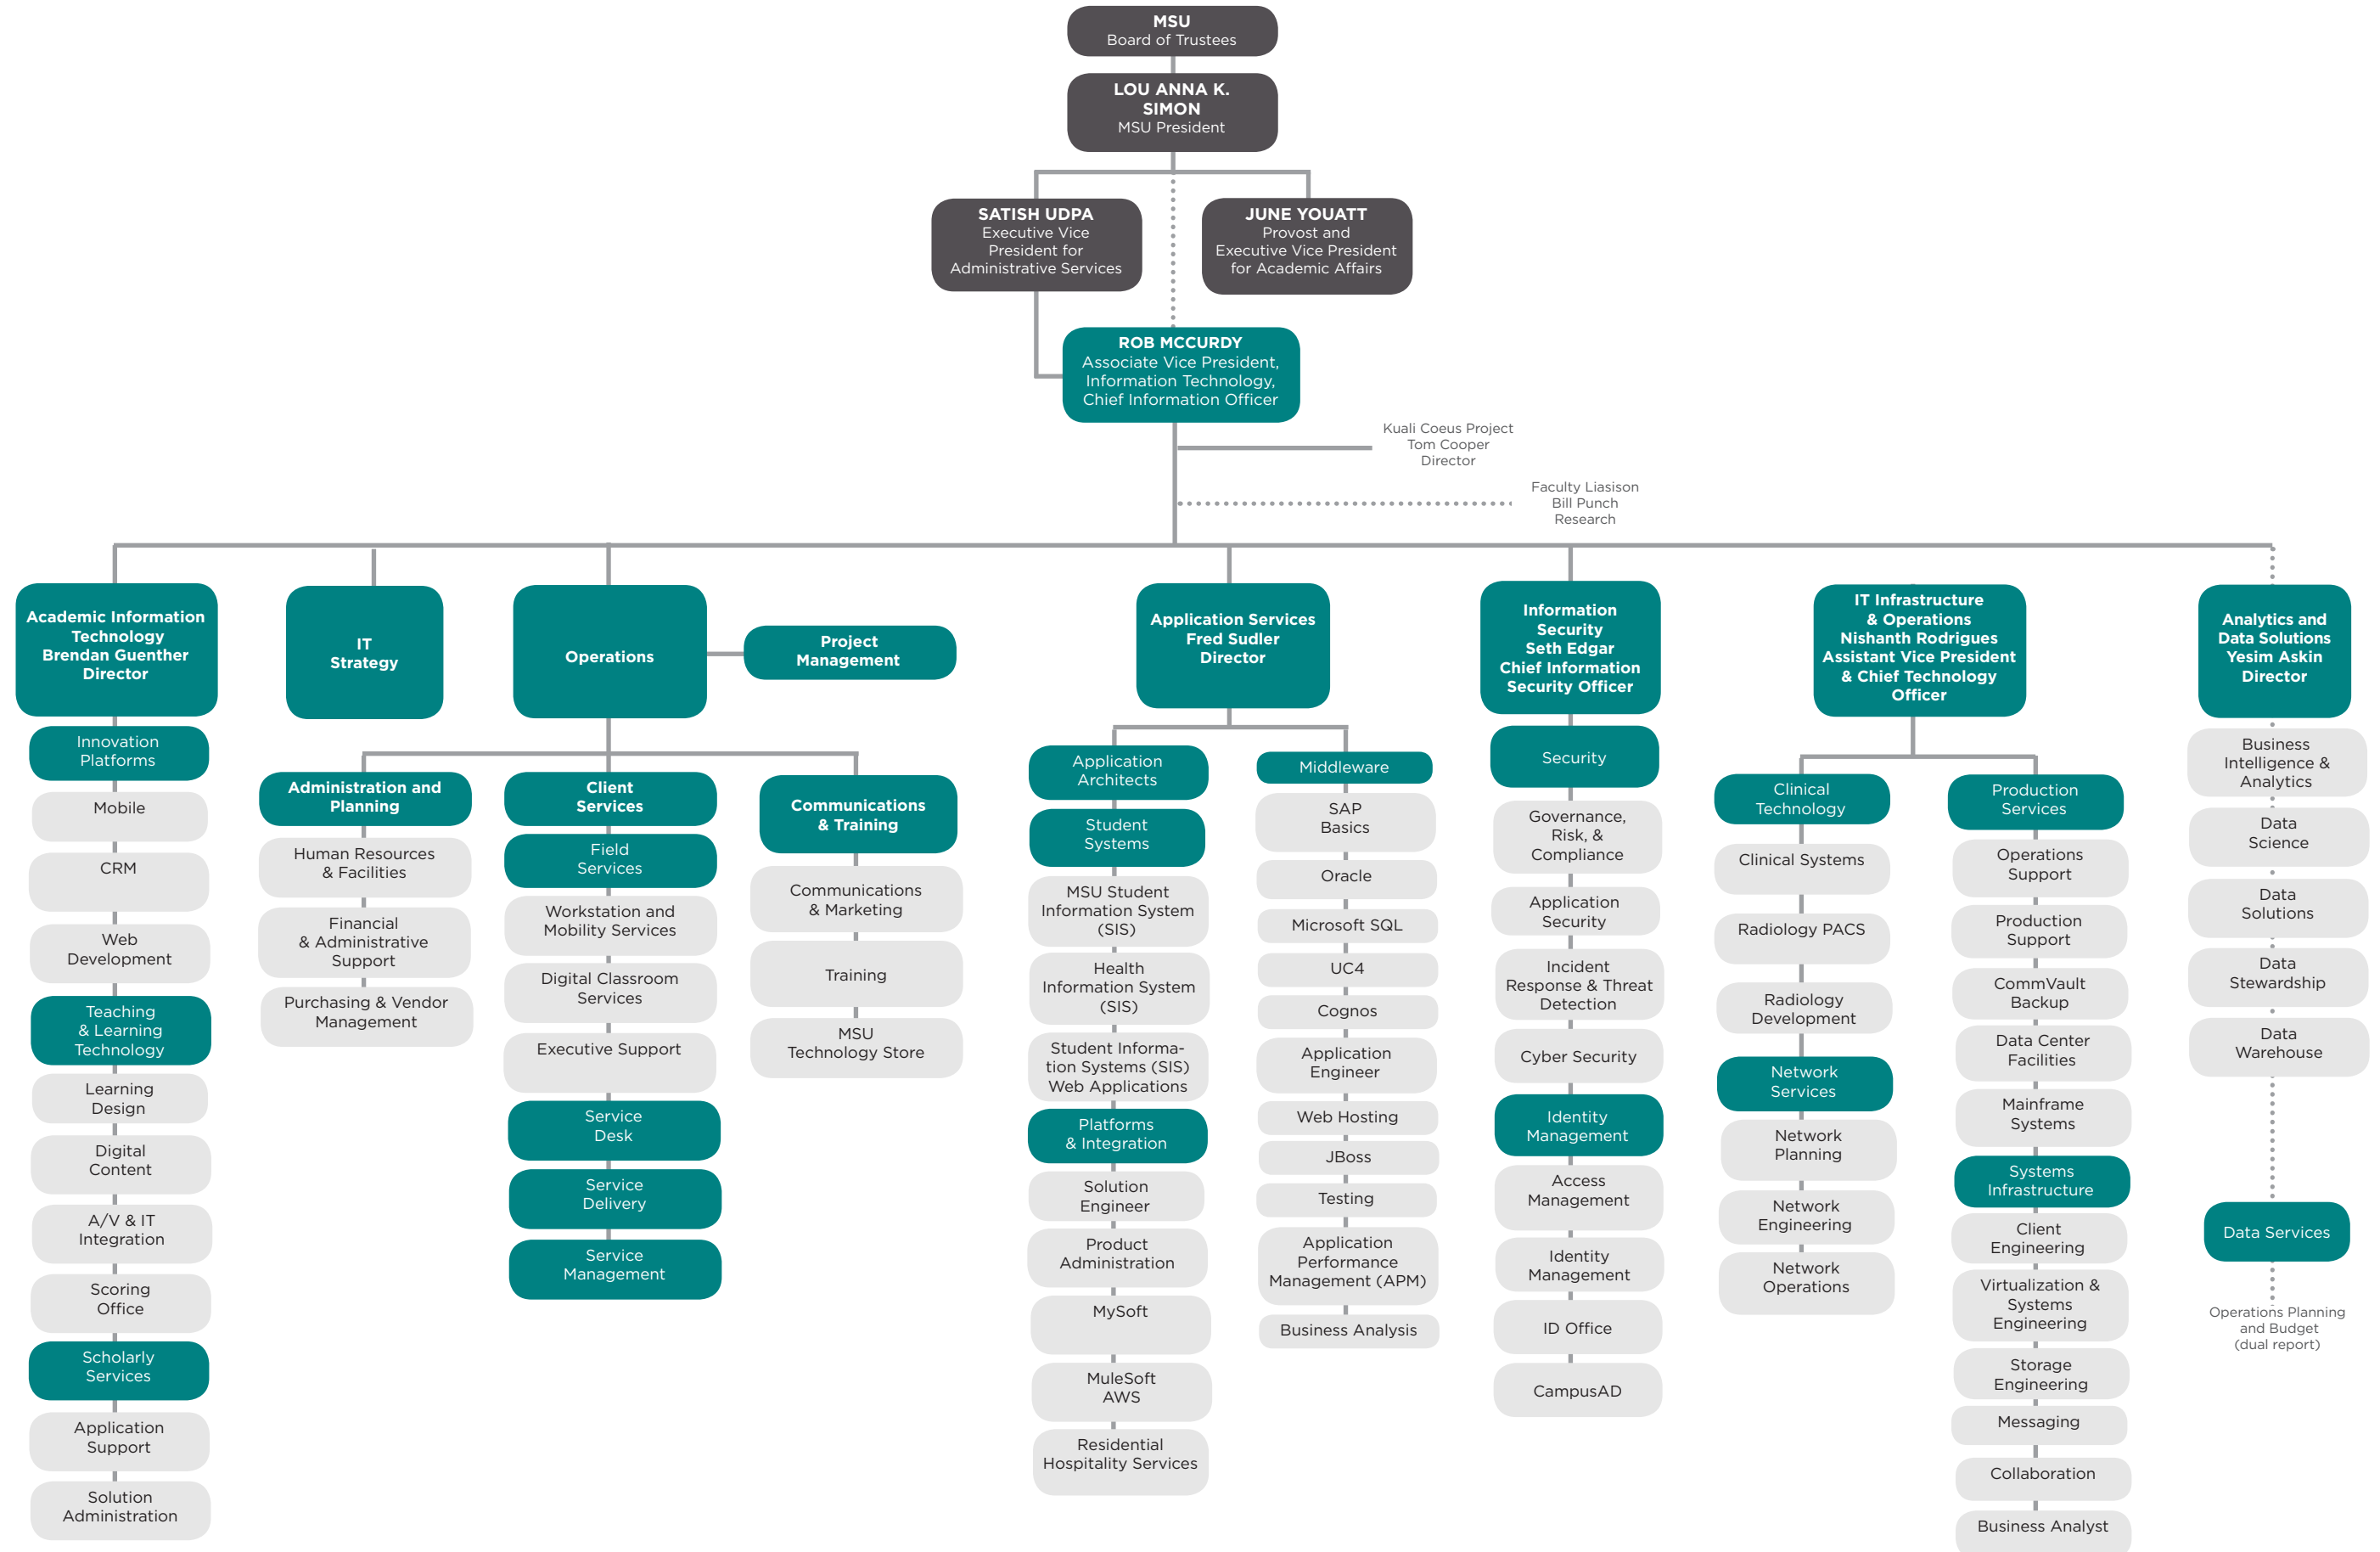 MSU
Board of Trustees
LOU ANNA K.
SIMON
MSU President
SATISH UDPA
Executive Vice
President for
Administrative Services
JUNE YOUATT
Provost and
Executive Vice President
for Academic Affairs
ROB MCCURDY
Associate Vice President,
Information Technology,
Chief Information Officer
Kuali Coeus Project
Tom Cooper
Director
Faculty Liasison
Bill Punch
Research
Academic Information
Technology
Brendan Guenther
Director
Innovation
Platforms
Mobile
CRM
Web
Development
Teaching
& Learning
Technology
Learning
Design
Digital
Content
A/V & IT
Integration
Scoring
Office
Scholarly
Services
Application
Support
Solution
Administration
IT
Strategy
Operations
Project
Management
Administration and
Planning
Human Resources
& Facilities
Financial
& Administrative
Support
Purchasing & Vendor
Management
Client
Services
Field
Services
Workstation and
Mobility Services
Digital Classroom
Services
Executive Support
Service
Desk
Service
Delivery
Service
Management
Communications
& Training
Communications
& Marketing
Training
MSU
Technology Store
Application Services
Fred Sudler
Director
Application
Architects
Student
Systems
MSU Student
Information System
(SIS)
Health
Information System
(SIS)
Student Informa-
tion Systems (SIS)
Web Applications
Platforms
& Integration
Solution
Engineer
Product
Administration
MySoft
MuleSoft
AWS
Residential
Hospitality Services
Middleware
SAP
Basics
Oracle
Microsoft SQL
UC4
Cognos
Application
Engineer
Web Hosting
JBoss
Testing
Application
Performance
Management (APM)
Business Analysis
Information
Security
Seth Edgar
Chief Information
Security Officer
Security
Governance,
Risk, &
Compliance
Application
Security
Incident
Response & Threat
Detection
Cyber Security
Identity
Management
Access
Management
Identity
Management
ID Office
CampusAD
IT Infrastructure
& Operations
Nishanth Rodrigues
Assistant Vice President
& Chief Technology
Officer
Clinical
Technology
Clinical Systems
Radiology PACS
Radiology
Development
Network
Services
Network
Planning
Network
Engineering
Network
Operations
Production
Services
Operations
Support
Production
Support
CommVault
Backup
Data Center
Facilities
Mainframe
Systems
Systems
Infrastructure
Client
Engineering
Virtualization &
Systems
Engineering
Storage
Engineering
Messaging
Collaboration
Business Analyst
Analytics and
Data Solutions
Yesim Askin
Director
Business
Intelligence &
Analytics
Data
Science
Data
Solutions
Data
Stewardship
Data
Warehouse
Data Services
Operations Planning
and Budget
(dual report)